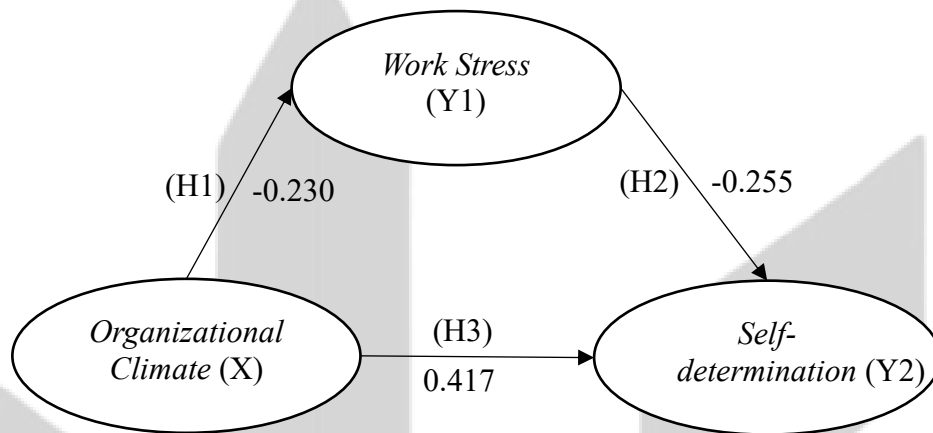 Work Stress
(Y1)
(H1)
-0.230
(H2)
-0.255
Organizational
Climate (X)
(H3)
0.417
Self-
determination (Y2)